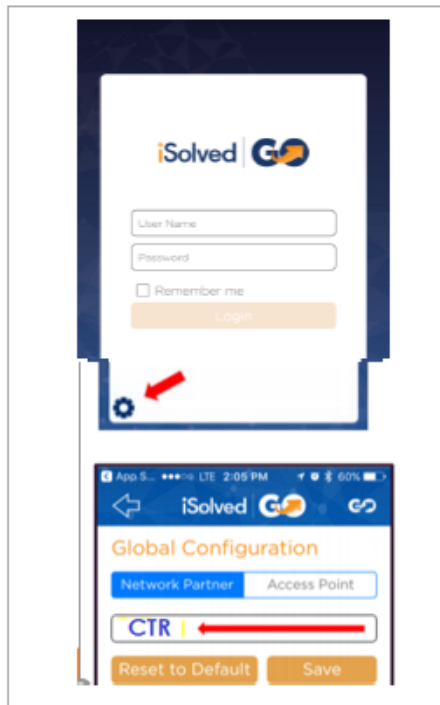 iSolved GO
User Name
Password
Remember me
Login
App S... LTE 2:05 PM 60%
iSolved GO
Global Configuration
Network Partner Access Point
CTR
Reset to Default Save